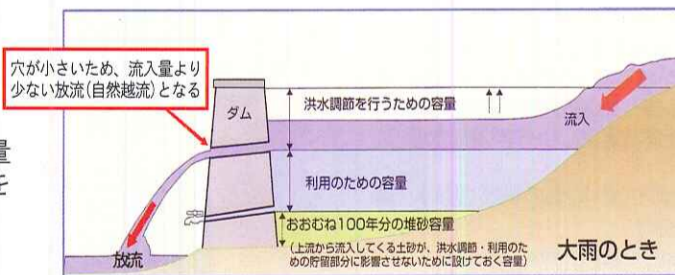 穴が小さいため、流入量より
少ない放流(自然越流)となる
ダム
洪水調節を行うための容量
流入
量
を
利用のための容量
おおむね100年分の堆砂容量
(上流から流入してくる土砂が、洪水調節・利用のた
めの貯留部分に影響させないために設けておく容量)
大雨のとき
放流